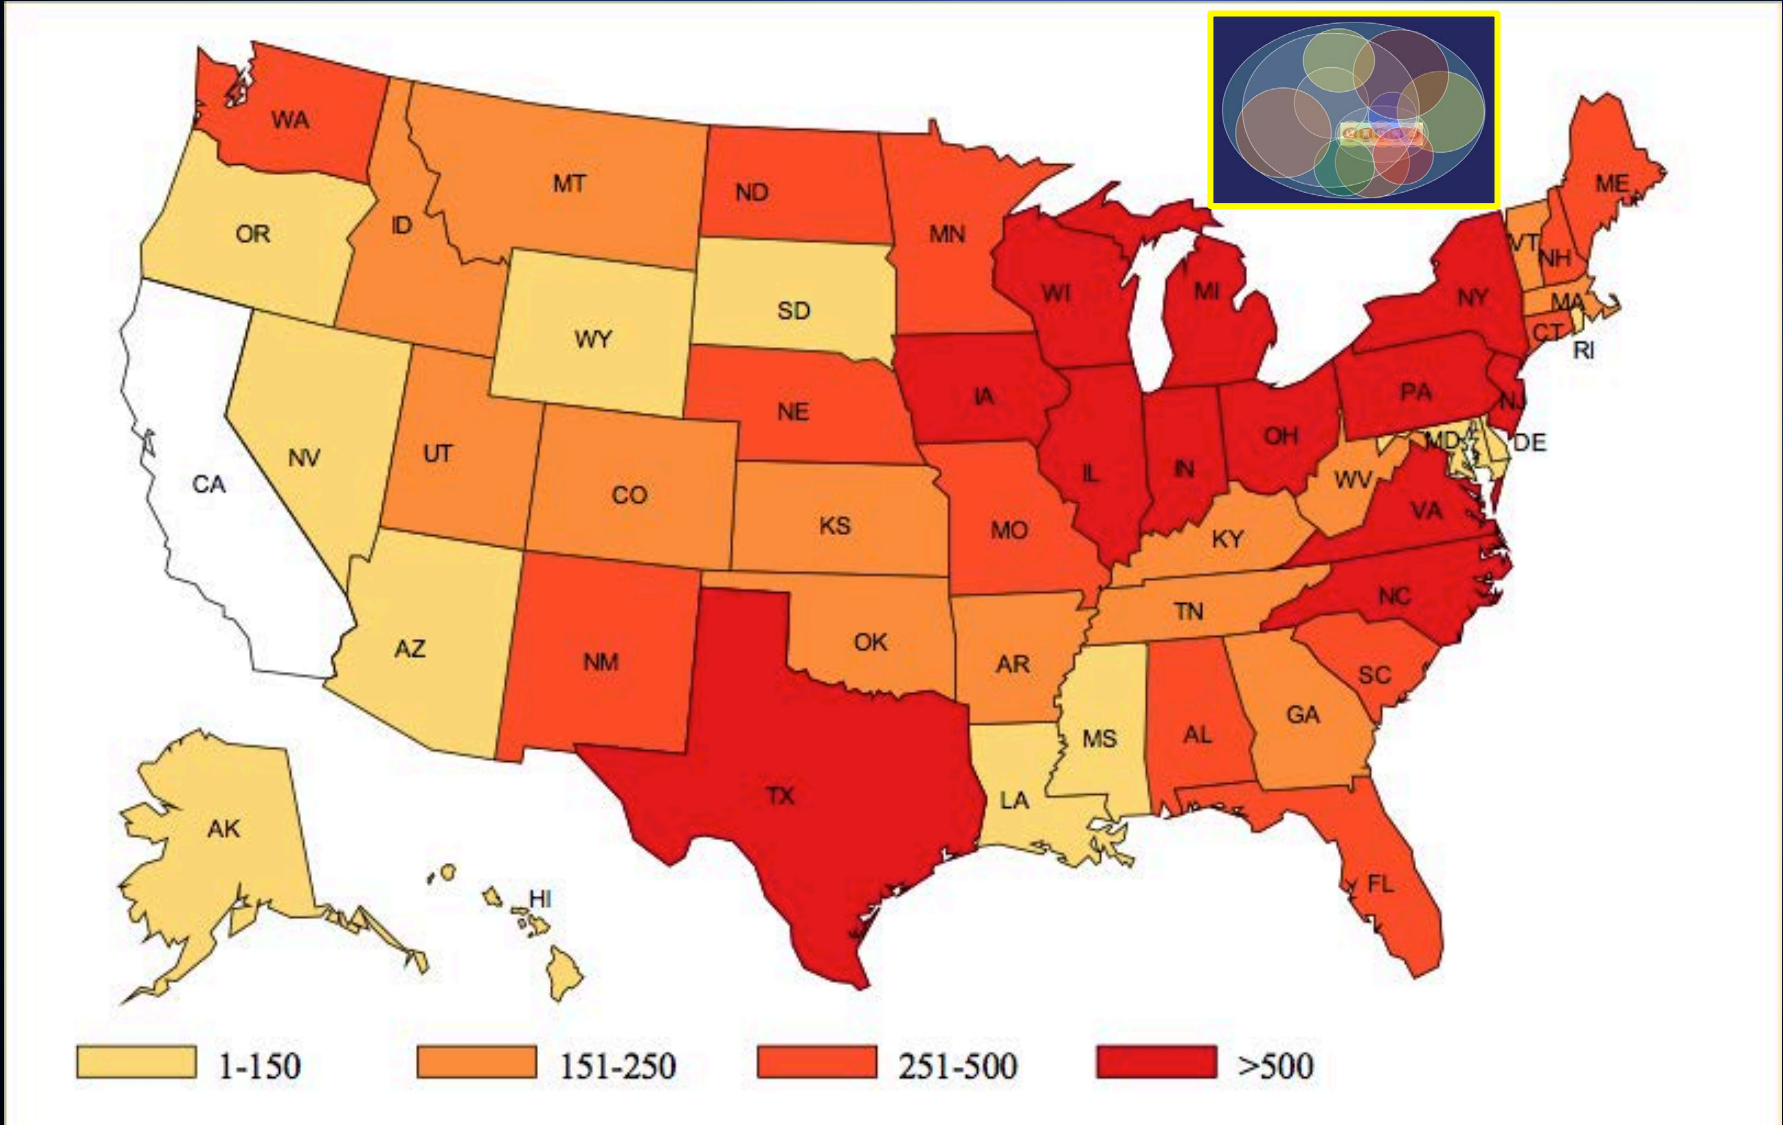 WA
MT
ND
MN
ME
OR
ID
VT
NH
WY
SD
WI
MI
NY
MA
CT
RI
NV
UT
CO
NE
IA
PA
NJ
CA
KS
MO
IL
IN
OH
MD
DE
WV
VA
KY
AZ
NM
OK
AR
TN
NC
SC
TX
LA
MS
AL
GA
FL
AK
HI
1-150
151-250
251-500
>500